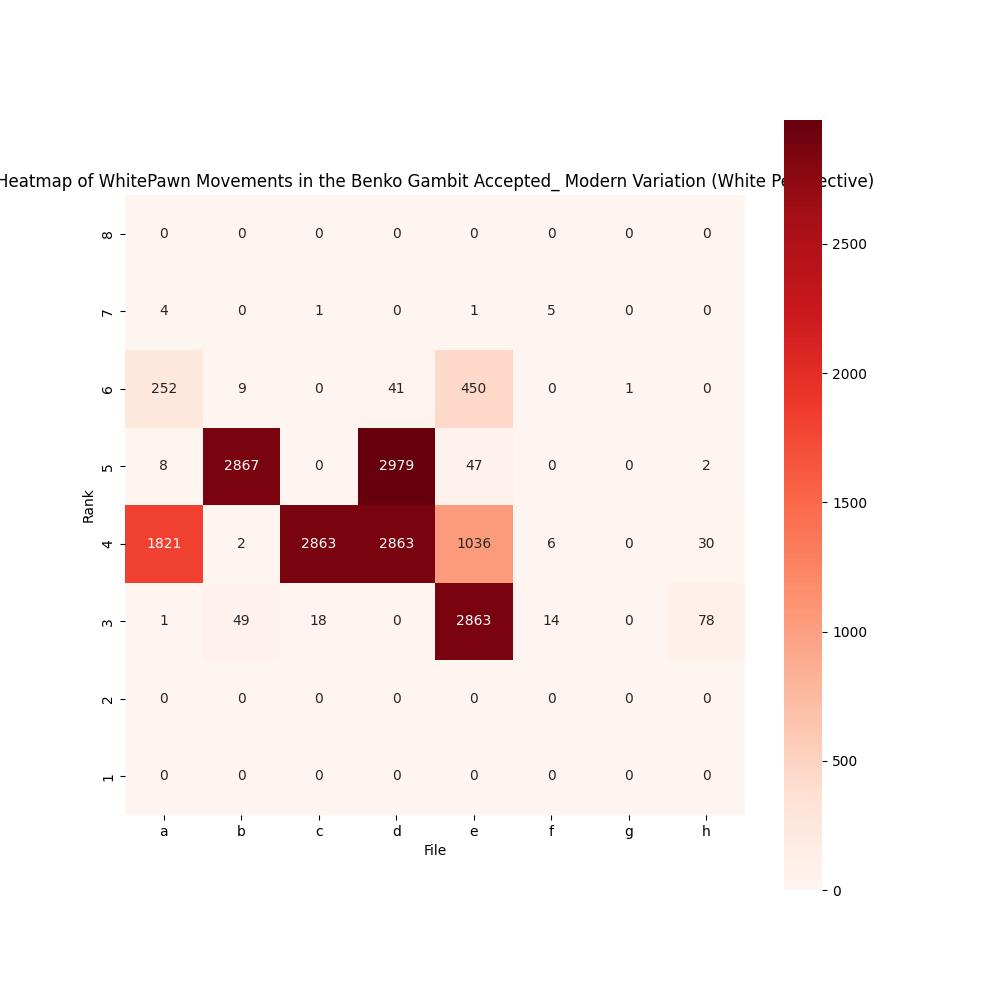 Heatmap of WhitePawn Movements in the Benko Gambit Accepted_ Modern Variation (White P ective)
8 0 0 0 0 0 0 0 0
7 4 0 1 0 1 5 0 0
6 252 9 0 41 450 0 1 0
5 8 2867 0 2979 47 0 0 2
4 1821 2 2863 2863 1036 6 0 30
3 1 49 18 0 2863 14 0 78
2 0 0 0 0 0 0 0 0
1 0 0 0 0 0 0 0 0
a b c d e f g h
File
Rank
2500
2000
1500
1000
500
0